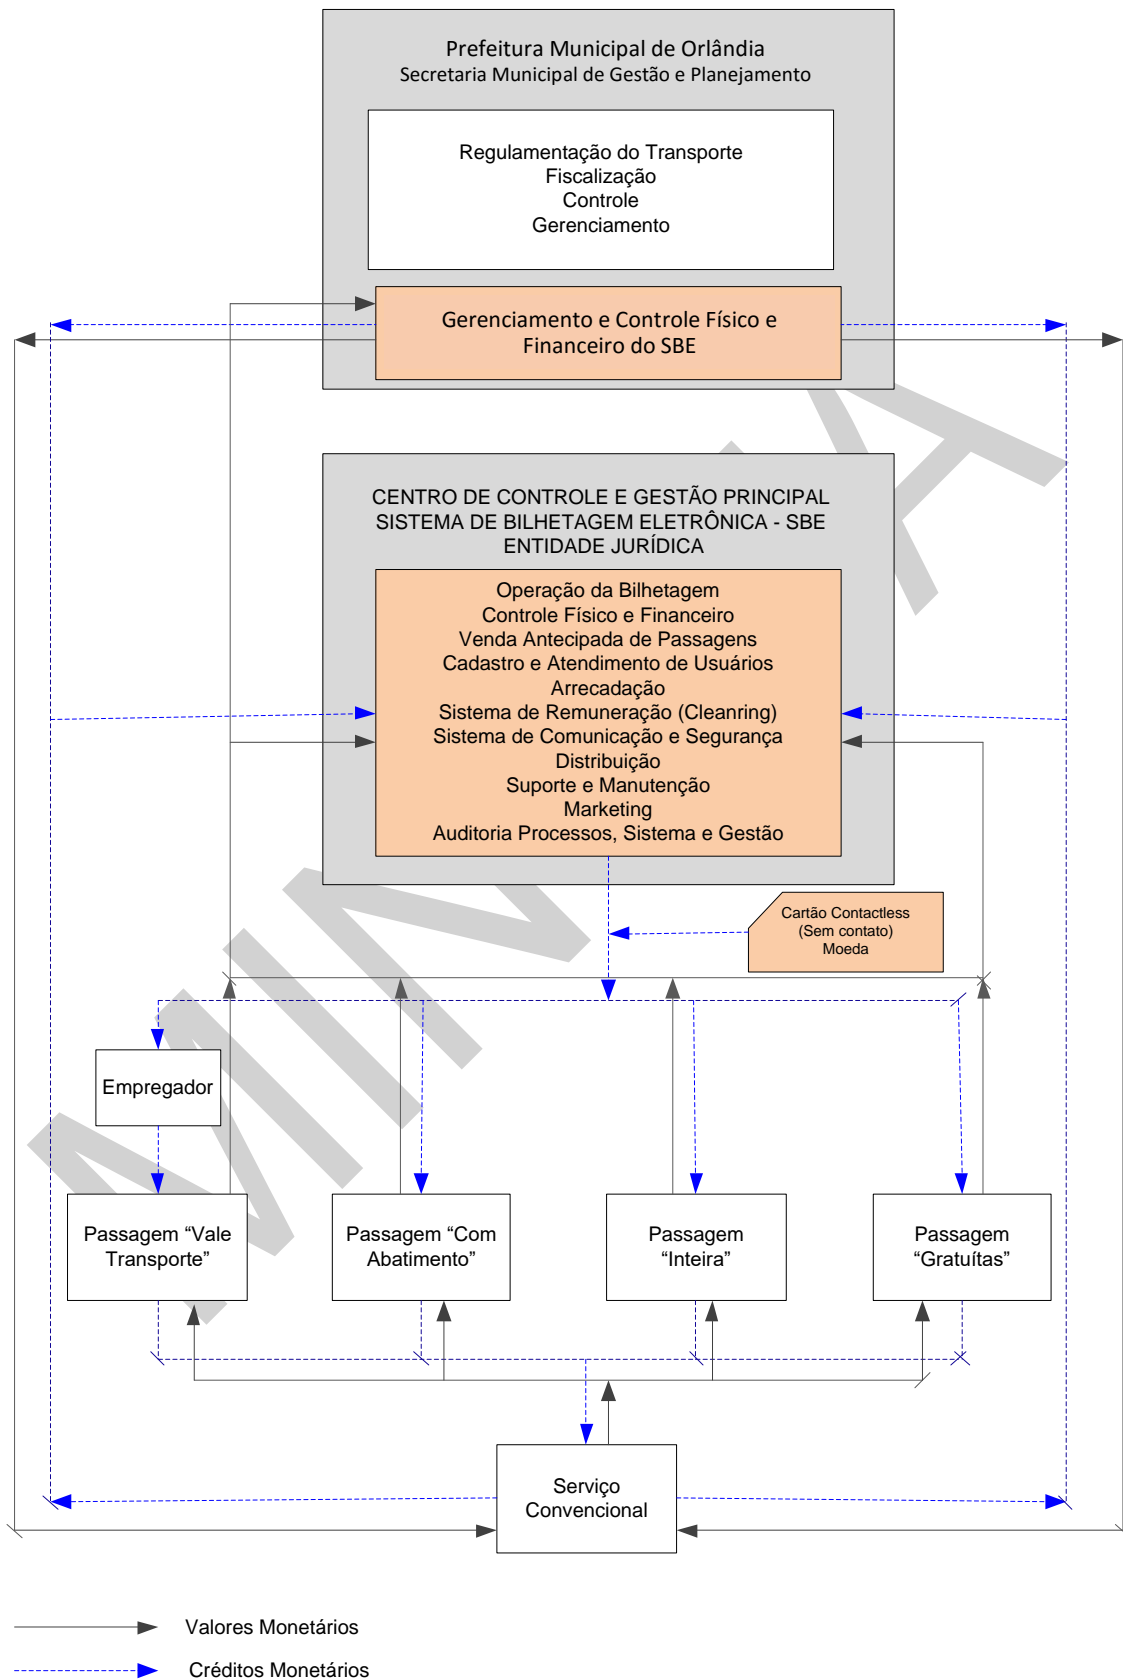 Prefeitura Municipal de Orlândia
Secretaria Municipal de Gestão e Planejamento
Regulamentação do Transporte
Fiscalização
Controle
Gerenciamento
Gerenciamento e Controle Físico e
Financeiro do SBE
CENTRO DE CONTROLE E GESTÃO PRINCIPAL
SISTEMA DE BILHETAGEM ELETRÔNICA - SBE
ENTIDADE JURÍDICA
Operação da Bilhetagem
Controle Físico e Financeiro
Venda Antecipada de Passagens
Cadastro e Atendimento de Usuários
Arrecadação
Sistema de Remuneração (Cleanring)
Sistema de Comunicação e Segurança
Distribuição
Suporte e Manutenção
Marketing
Auditoria Processos, Sistema e Gestão
Cartão Contactless
(Sem contato)
Moeda
Empregador
Passagem “Vale
Transporte”
Passagem “Com
Abatimento”
Passagem
“Inteira”
Passagem
“Gratuítas”
Serviço
Convencional
Valores Monetários
Créditos Monetários